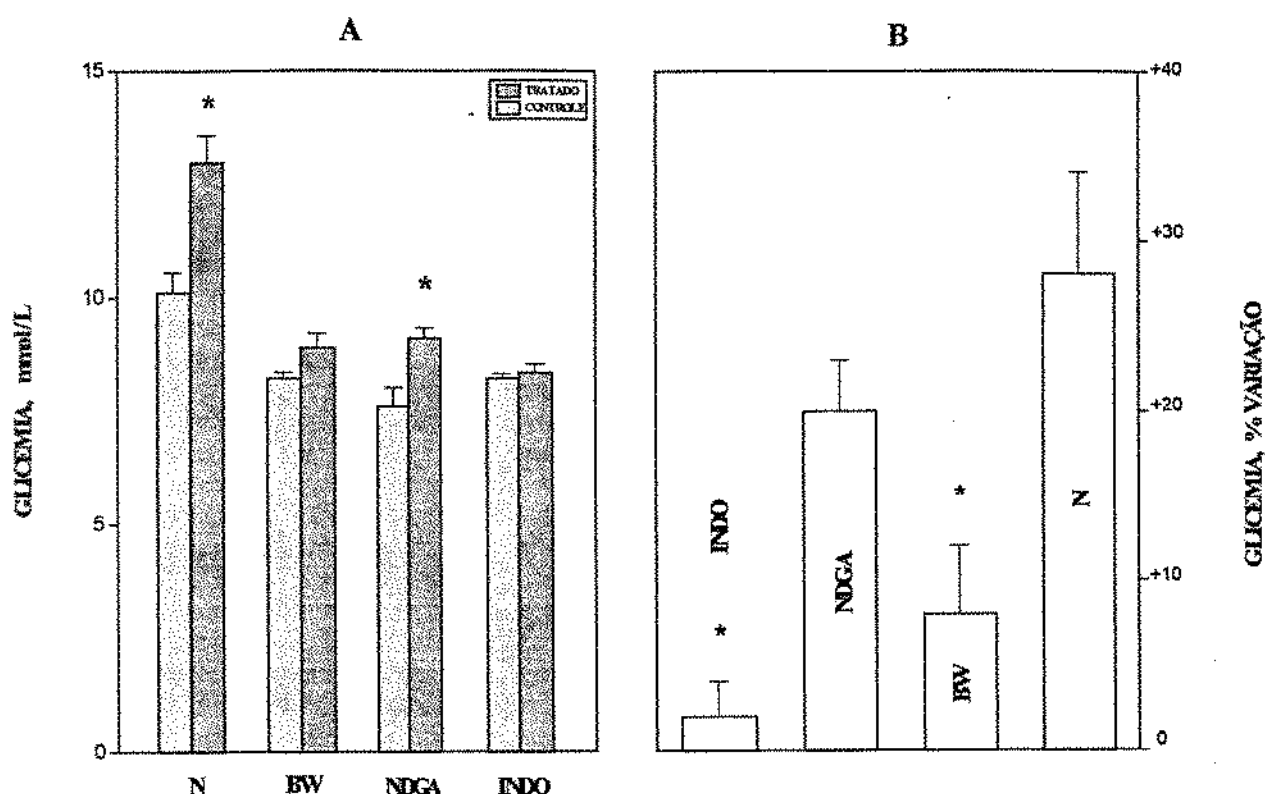 A
B
15
10
5
0
GLICEMIA, mmol/L
TRATADO
CONTROLE
*
*
N
BW
NDGA
INDO
+40
+30
+20
+10
0
GLICEMIA, % VARIAÇÃO
INDO
*
NDGA
*
BW
N